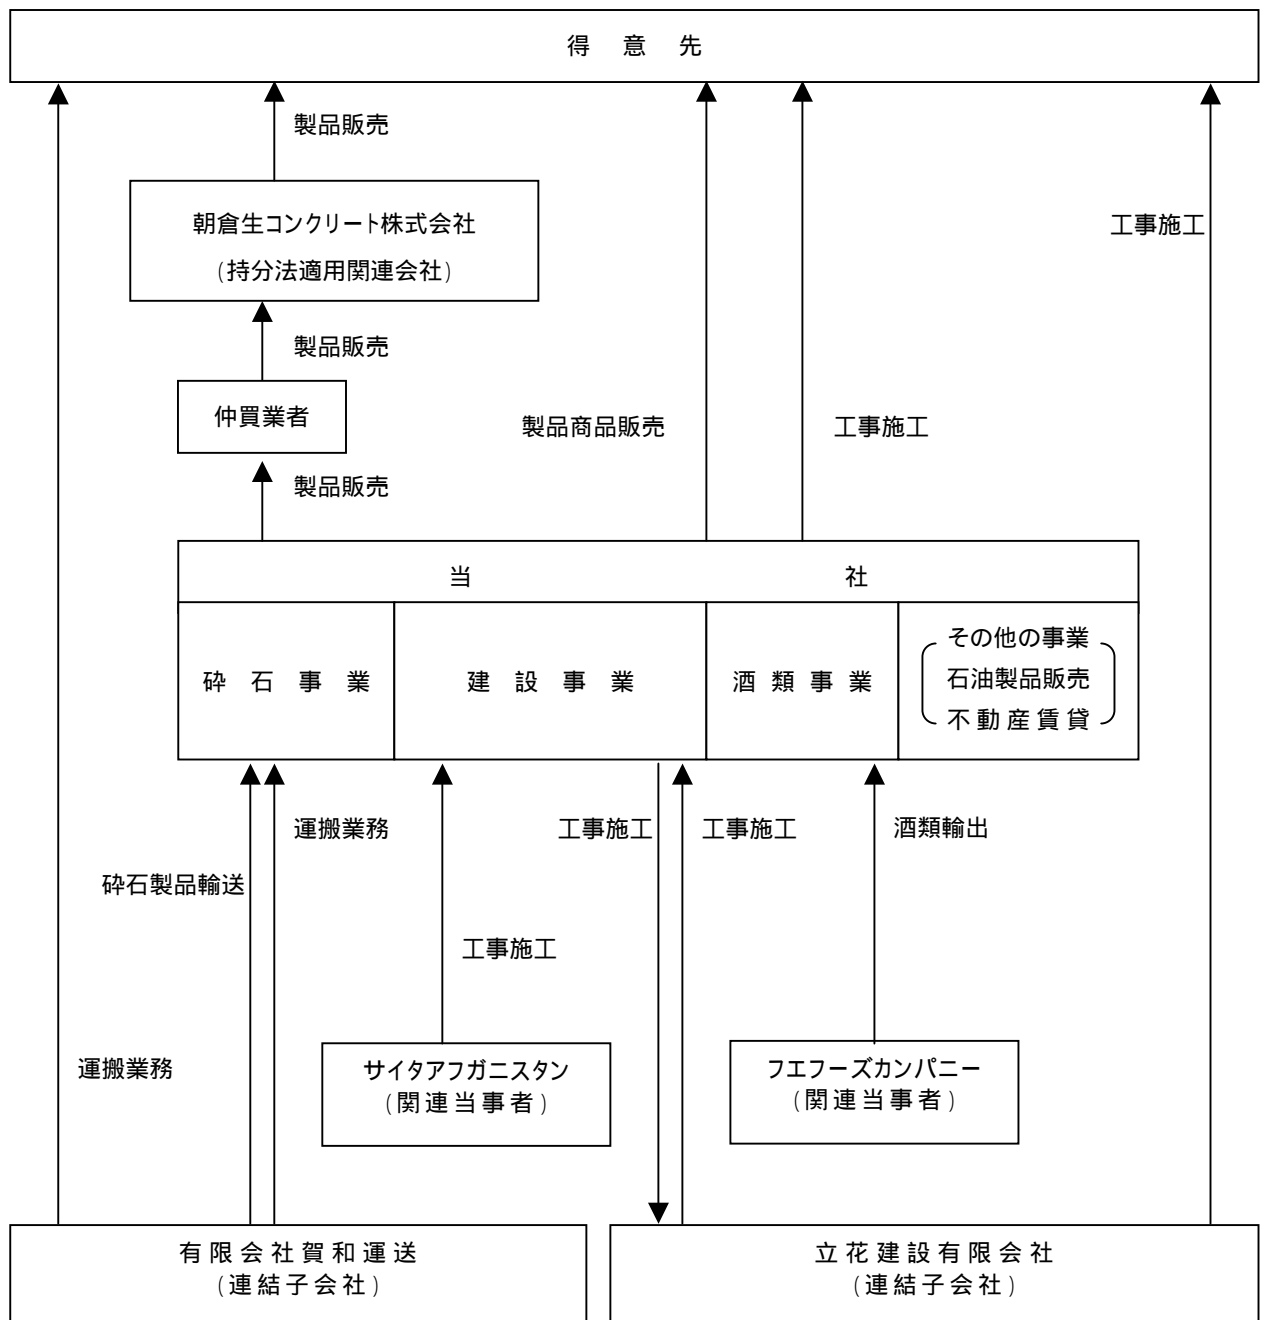 得意先
製品販売
朝倉生コンクリート株式会社
(持分法適用関連会社)
工事施工
製品販売
仲買業者
製品商品販売
工事施工
製品販売
当社
砕石事業
建設事業
酒類事業
その他の事業
石油製品販売
不動産賃貸
運搬業務
工事施工
工事施工
酒類輸出
砕石製品輸送
工事施工
運搬業務
サイタアフガニスタン
(関連当事者)
フエフーズカンパニー
(関連当事者)
有限会社賀和運送
(連結子会社)
立花建設有限会社
(連結子会社)